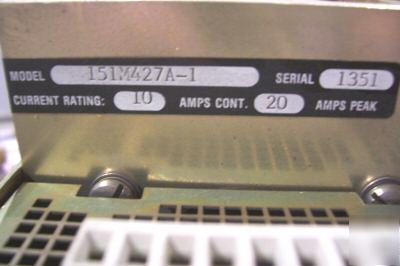 MODEL 151M427A-1 SERIAL 1351
CURRENT RATING: 10 AMPS CONT. 20 AMPS PEAK